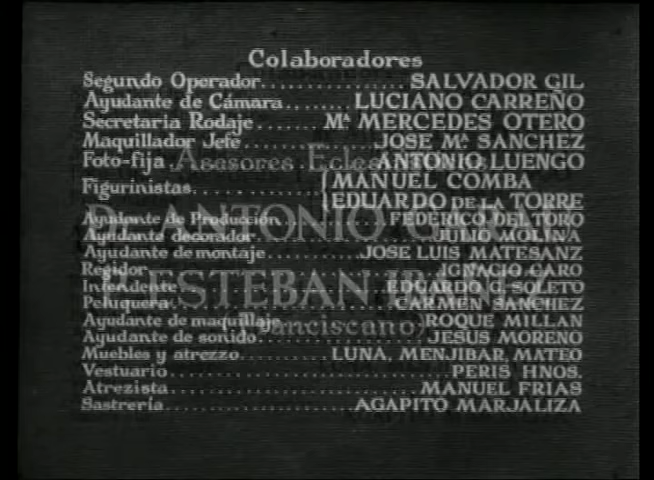 Colaboradores
Segundo Operador............... SALVADOR GIL
Ayudante de Cámara....... LUCIANO CARREÑO
Secretaria Rodaje....... Mª MERCEDES OTERO
Maquillador Jefe................ JOSE Mª SANCHEZ
Foto-fija ANTONIO LUENGO
Asesores
Figurinistas............. MANUEL COMBA
EDUARDO DE LA TORRE
Ayudante de Producción FEDERICO DEL TORO
ANTONIO
Ayudante decorador JULIO MOLINA
Ayudante de montaje JOSE LUIS MATESANZ
Regidor IGNACIO CARO
Intendente EDUARDO G. SOLETO
ESTEBAN
Peluquera CARMEN SANCHEZ
Ayudante de maquillaje ROQUE MILLAN
Ayudante de sonido JESUS MORENO
Muebles y atrezzo LUNA, MENJIBAR, MATEO
Vestuario PERIS HNOS.
Atrezista MANUEL FRIAS
Sastrería AGAPITO MARJALIZA